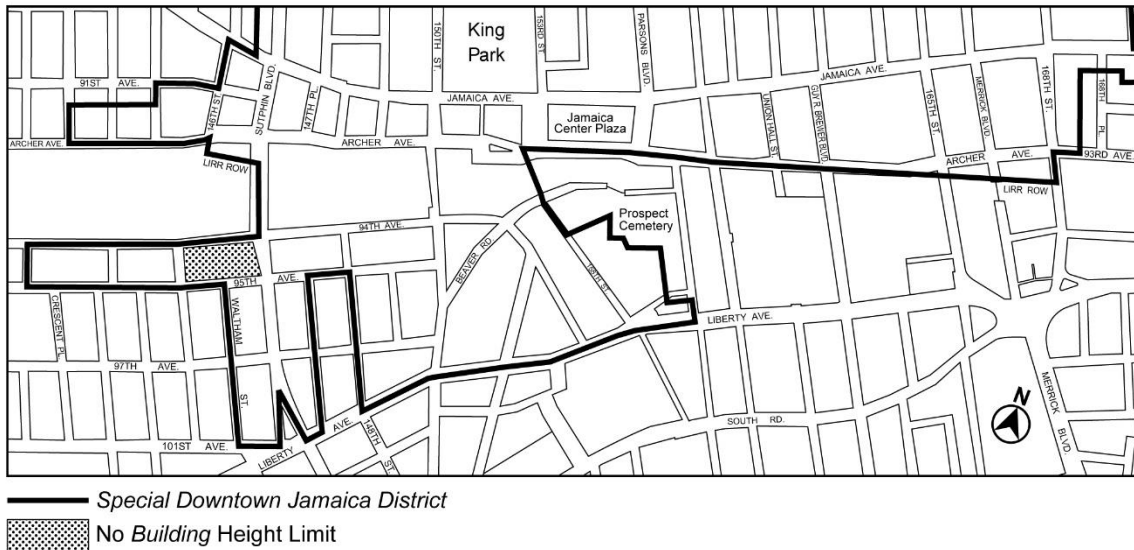 150TH ST.
King
Park
153RD ST.
PARSONS BLVD.
91ST AVE.
146TH ST.
SUTPHIN BLVD.
147TH PL.
JAMAICA AVE.
JAMAICA AVE.
168TH ST.
MERRICK BLVD.
165TH ST.
GUY R. BREWER BLVD.
UNION HALL ST.
168TH PL.
Jamaica
Center Plaza
ARCHER AVE.
ARCHER AVE.
ARCHER AVE.
93RD AVE.
LIRR ROW
LIRR ROW
Prospect
Cemetery
94TH AVE.
BEAVER RD.
95TH AVE.
CRESCENT PL.
WALTHAM ST.
LIBERTY AVE.
97TH AVE.
MERRICK BLVD.
N
SOUTH RD.
101ST AVE.
LIBERTY AVE.
148TH ST.
Special Downtown Jamaica District
No Building Height Limit